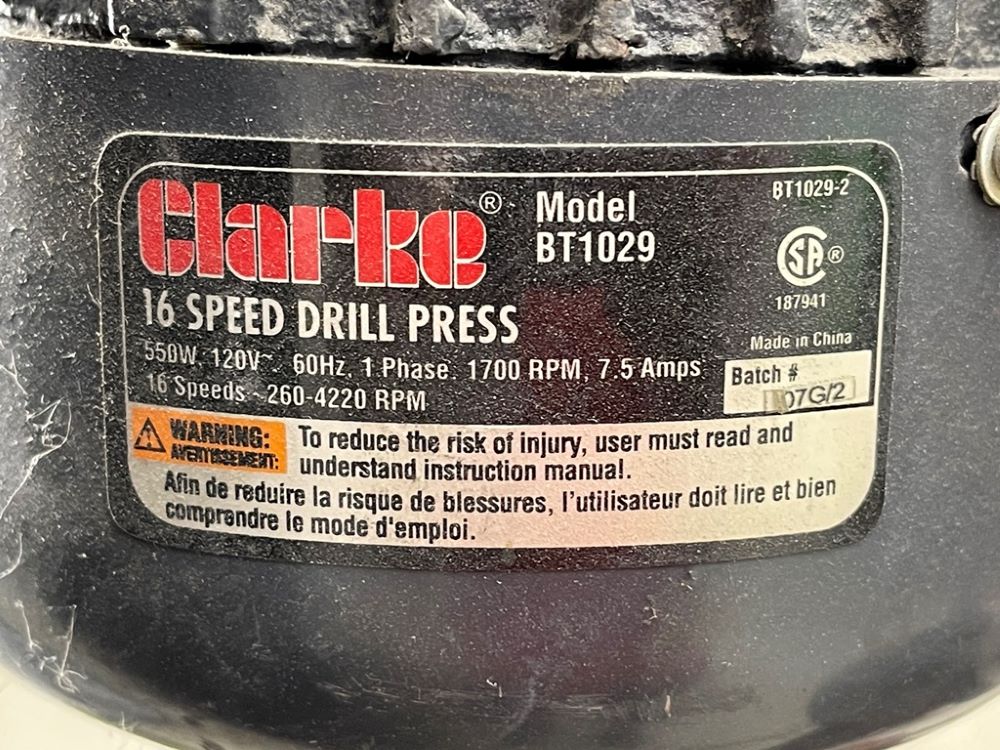 Clarke®
Model
BT1029
BT1029-2
SA®
187941
Made in China
16 SPEED DRILL PRESS
550W, 120V~, 60Hz, 1 Phase, 1700 RPM, 7.5 Amps
16 Speeds ~260-4220 RPM
Batch #
07G/2
WARNING:
AVERTISSEMENT:
To reduce the risk of injury, user must read and
understand instruction manual.
Afin de reduire la risque de blessures, l'utilisateur doit lire et bien
comprendre le mode d'emploi.